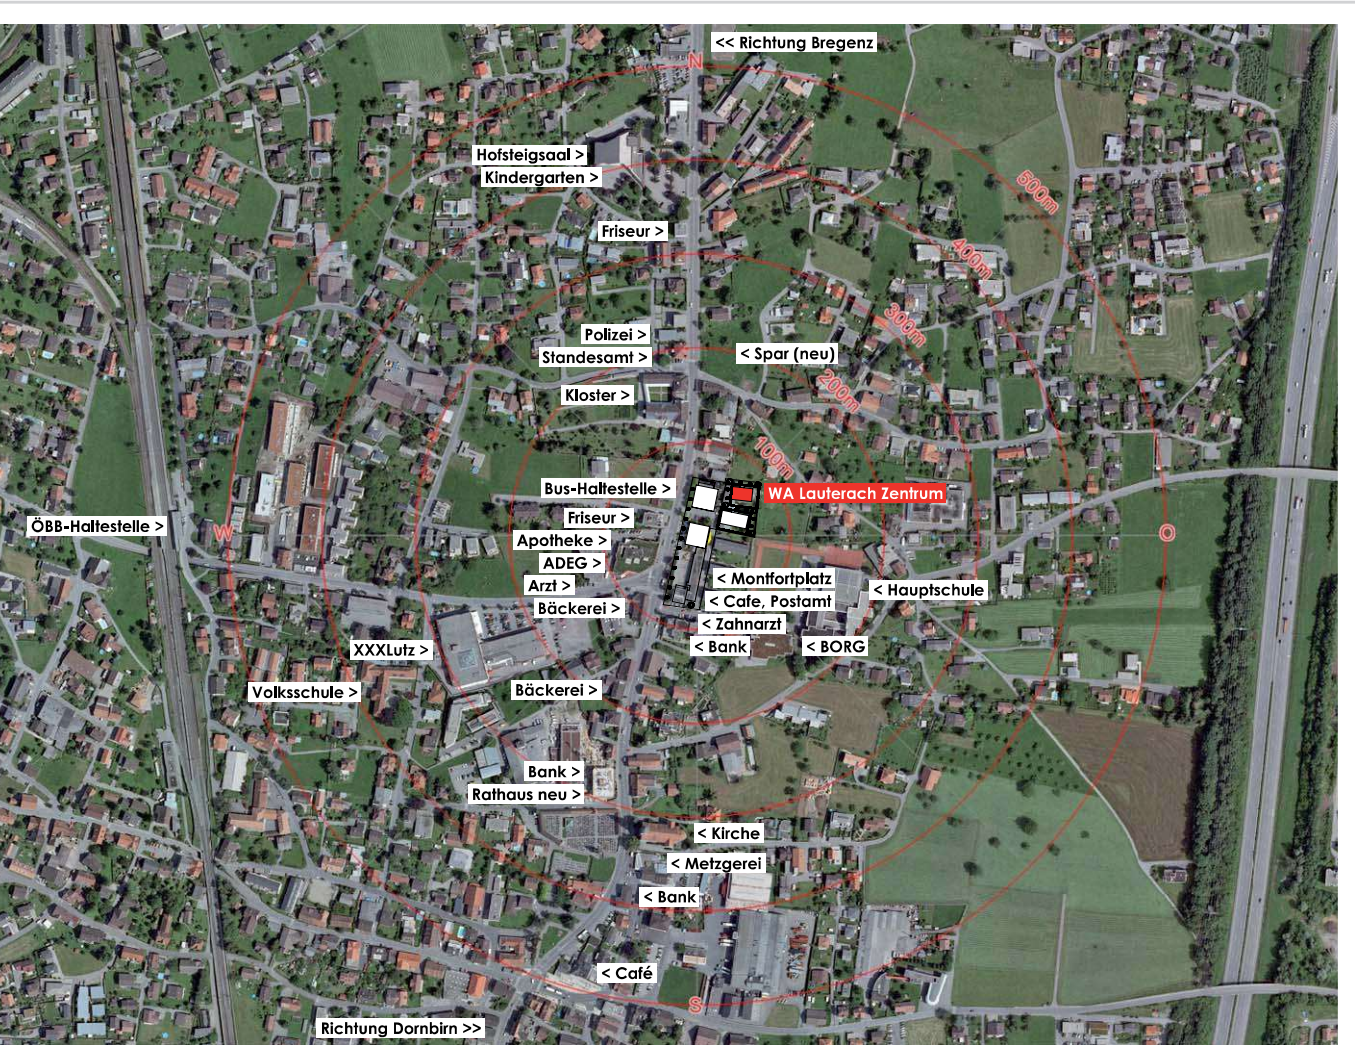 << Richtung Bregenz
N
Hofsteigsaal >
Kindergarten >
500m
Friseur >
400m
300m
Polizei >
Standesamt >
< Spar (neu)
200m
Kloster >
100m
Bus-Haltestelle >
WA Lauterach Zentrum
Friseur >
ÖBB-Haltestelle >
W
O
Apotheke >
ADEG >
Arzt >
< Montfortplatz
< Hauptschule
Bäckerei >
< Cafe, Postamt
< Zahnarzt
XXXLutz >
< Bank
< BORG
Volksschule >
Bäckerei >
Bank >
Rathaus neu >
< Kirche
< Metzgerei
< Bank
< Café
S
Richtung Dornbirn >>